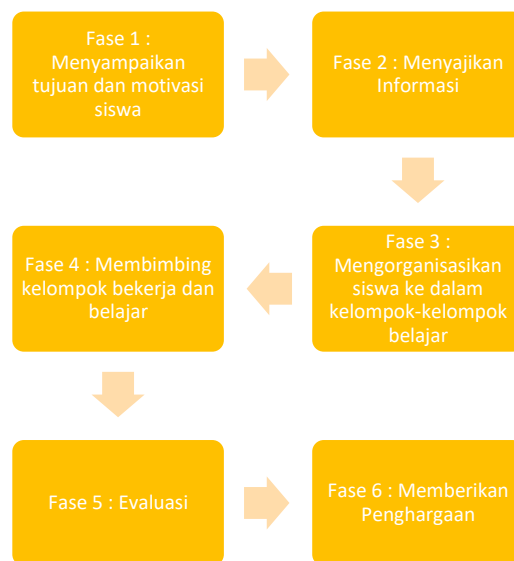 Fase 1 :
Menyampaikan
tujuan dan motivasi
siswa
Fase 2 : Menyajikan
Informasi
Fase 3 :
Mengorganisasikan
siswa ke dalam
kelompok-kelompok
belajar
Fase 4 : Membimbing
kelompok bekerja dan
belajar
Fase 5 : Evaluasi
Fase 6 : Memberikan
Penghargaan